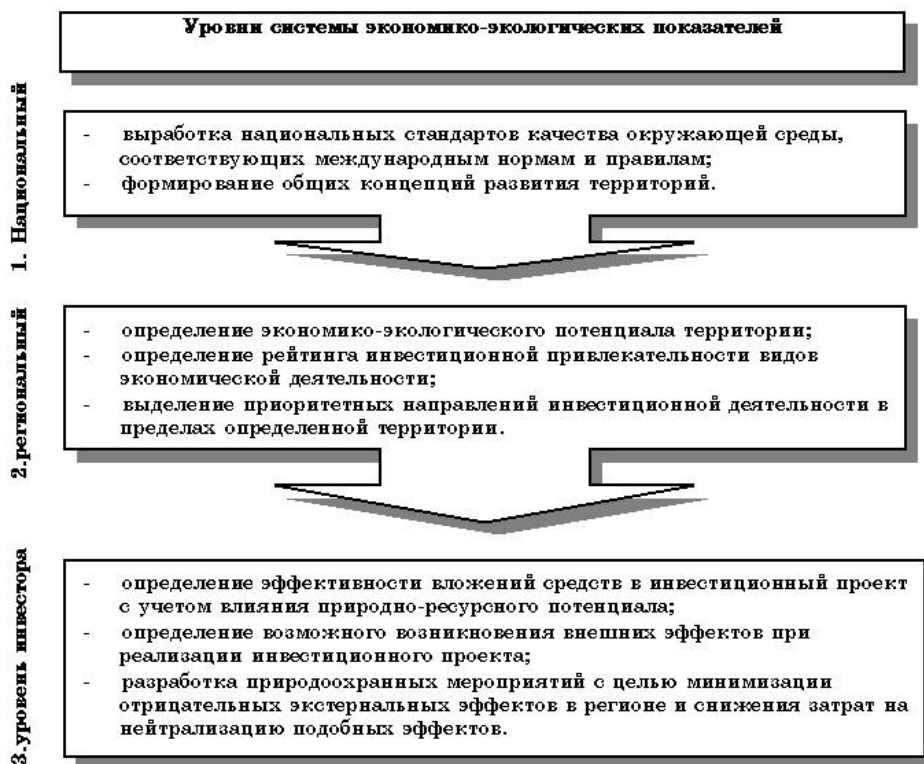 Уровни системы экономико-экологических показателей
1. Национальный
- выработка национальных стандартов качества окружающей среды,
соответствующих международным нормам и правилам;
- формирование общих концепций развития территорий.
2.региональный
- определение экономико-экологического потенциала территории;
- определение рейтинга инвестиционной привлекательности видов
экономической деятельности;
- выделение приоритетных направлений инвестиционной деятельности в
пределах определенной территории.
3.уровень инвестора
- определение эффективности вложений средств в инвестиционный проект
с учетом влияния природно-ресурсного потенциала;
- определение возможного возникновения внешних эффектов при
реализации инвестиционного проекта;
- разработка природоохранных мероприятий с целью минимизации
отрицательных экстернальных эффектов в регионе и снижения затрат на
нейтрализацию подобных эффектов.